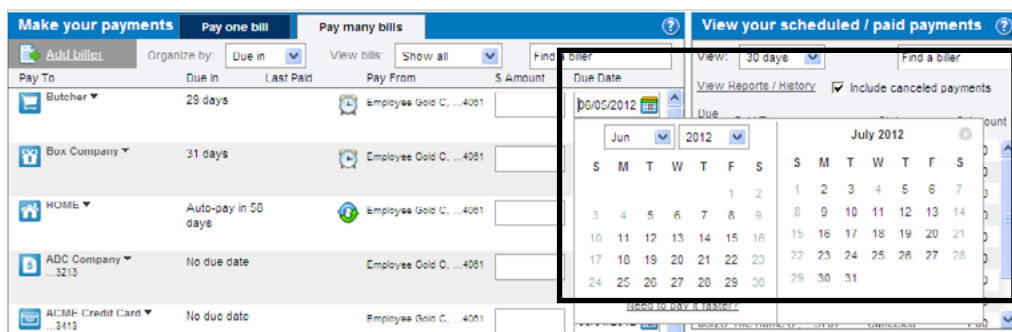 Make your payments Pay one bill Pay many bills
View your scheduled / paid payments
Add biller Organize by: Due in View bills: Show all Find a biller
View: 30 days Find a biller
Pay To Due In Last Paid Pay From $ Amount Due Date
View Reports / History Include canceled payments
Butcher 29 days Employee Gold C, ...4061 06/05/2012
Due
Box Company 31 days Employee Gold C, ...4061
HOME Auto-pay in 58 days Employee Gold C, ...4061
ABC Company No due date Employee Gold C, ...4061
...3213
ACME Credit Card No due date Employee Gold C, ...4061
...3413
Jun 2012
S M T W T F S
1 2
3 4 5 6 7 8 9
10 11 12 13 14 15 16
17 18 19 20 21 22 23
24 25 26 27 28 29 30
July 2012
S M T W T F S
1 2 3 4 5 6 7
8 9 10 11 12 13 14
15 16 17 18 19 20 21
22 23 24 25 26 27 28
29 30 31
Need to pay it faster?